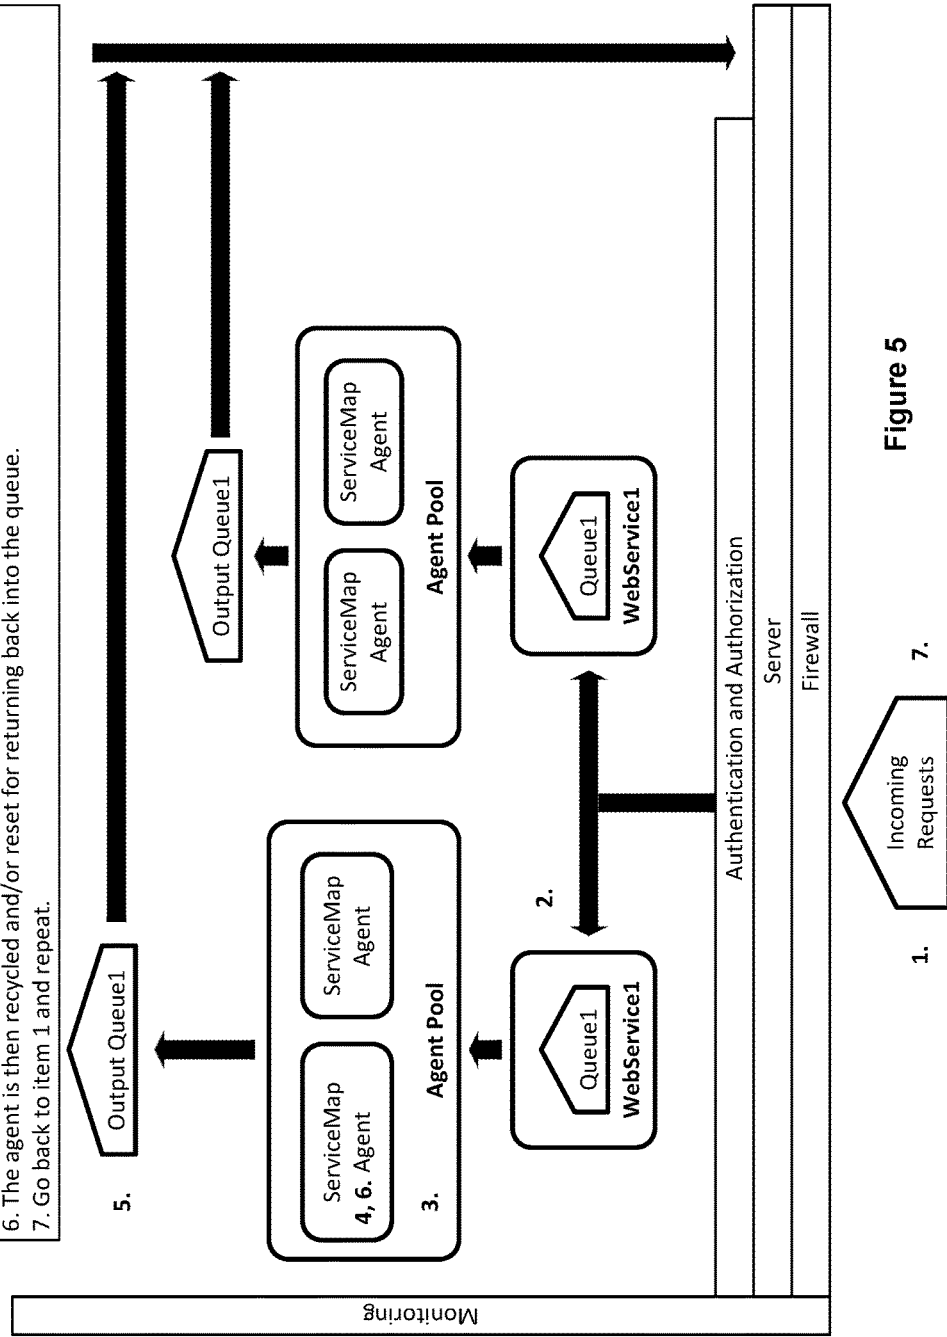 6. The agent is then recycled and/or reset for returning back into the queue.
7. Go back to item 1 and repeat.
5.
Output Queue1
Output Queue1
ServiceMap
4, 6. Agent
ServiceMap
Agent
3.
Agent Pool
ServiceMap
Agent
ServiceMap
Agent
Agent Pool
2.
Queue1
WebService1
Queue1
WebService1
Monitoring
Authentication and Authorization
Server
Firewall
1.
Incoming
Requests
7.
Figure 5